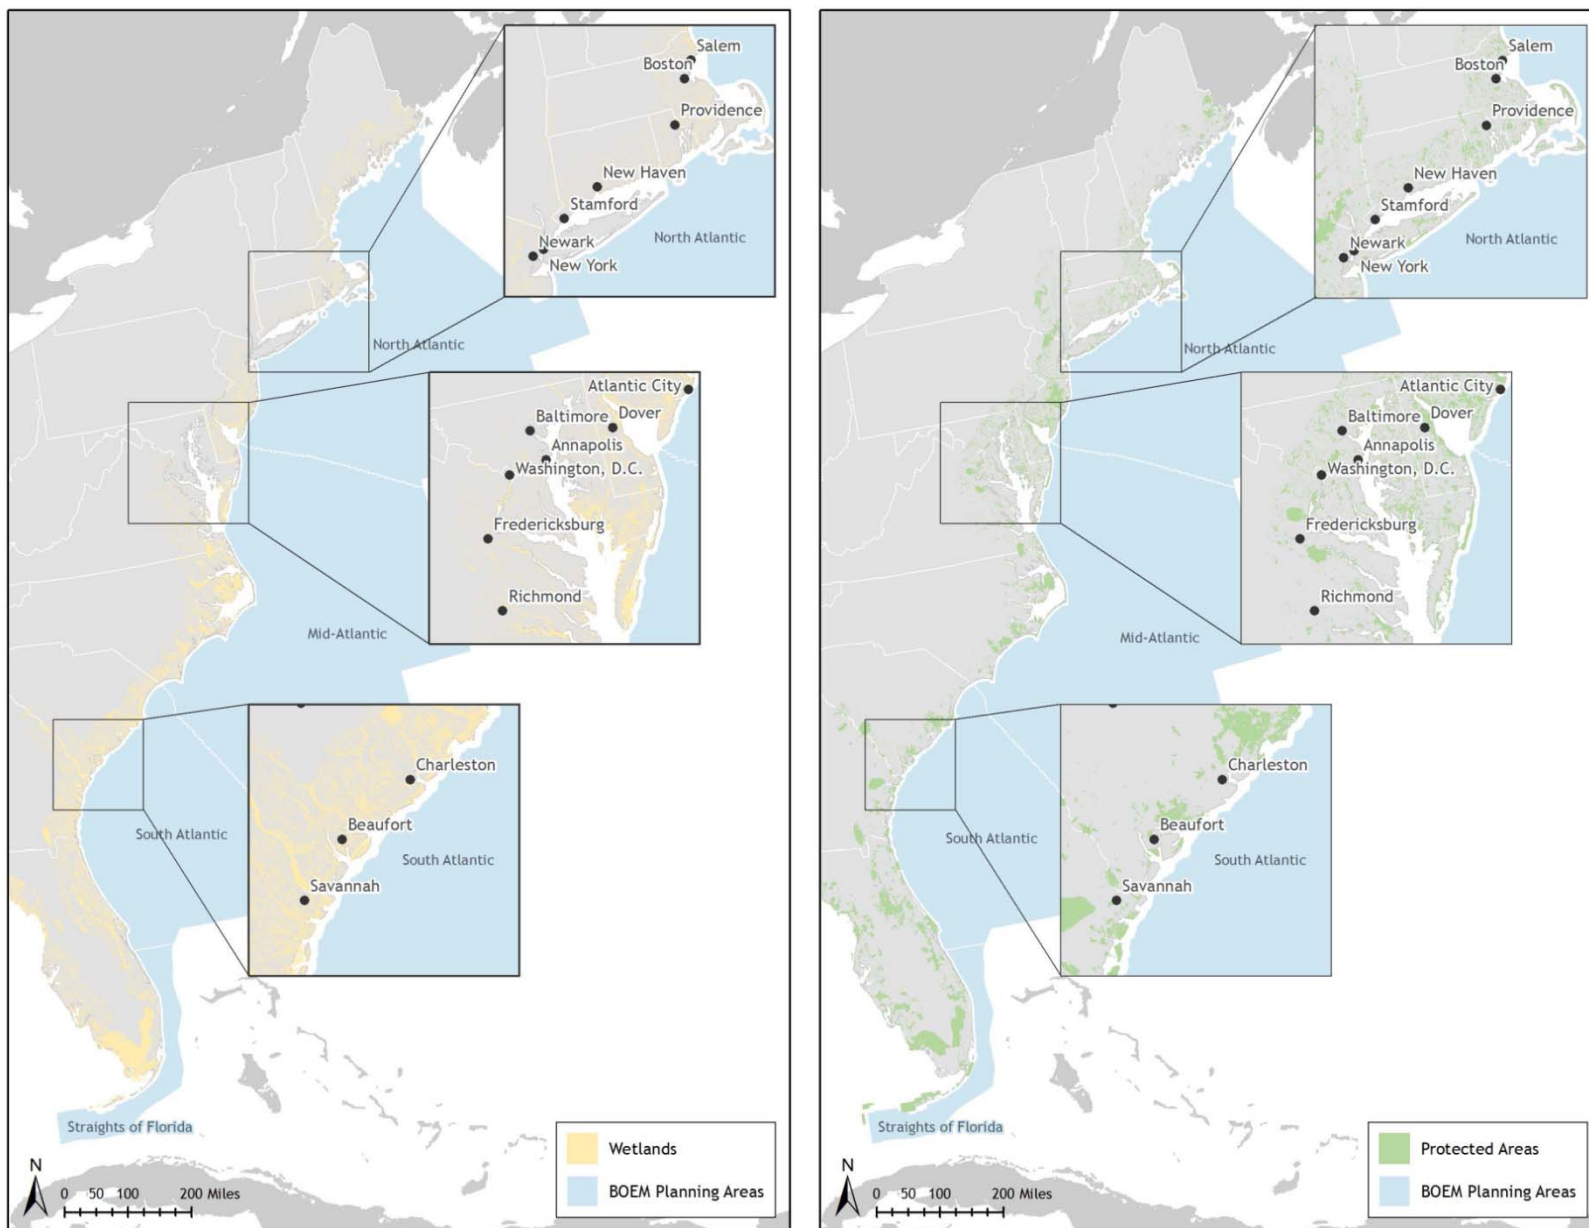 Salem
Boston
Providence
New Haven
Stamford
Newark
New York
North Atlantic
North Atlantic
Atlantic City
Baltimore
Dover
Annapolis
Washington, D.C.
Fredericksburg
Richmond
Mid-Atlantic
Charleston
Beaufort
South Atlantic
South Atlantic
Savannah
Straights of Florida
Wetlands
BOEM Planning Areas
N
0 50 100 200 Miles
Salem
Boston
Providence
New Haven
Stamford
Newark
New York
North Atlantic
North Atlantic
Atlantic City
Baltimore
Dover
Annapolis
Washington, D.C.
Fredericksburg
Richmond
Mid-Atlantic
Charleston
Beaufort
South Atlantic
South Atlantic
Savannah
Straights of Florida
Protected Areas
BOEM Planning Areas
N
0 50 100 200 Miles